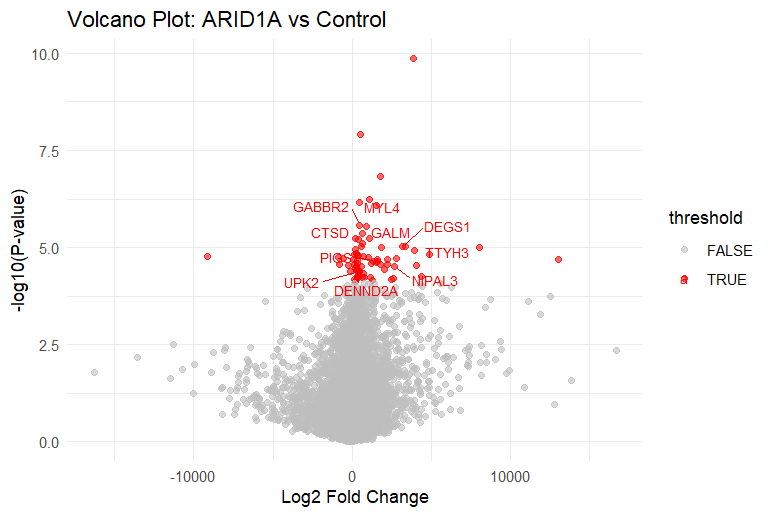 Volcano Plot: ARID1A vs Control
-log10(P-value)
10.0
7.5
5.0
2.5
0.0
GABBR2
MYL4
CTSD
GALM
DEGS1
TTYH3
UPK2
DENND2A
NIPAL3
-10000
0
10000
Log2 Fold Change
threshold
FALSE
a
TRUE